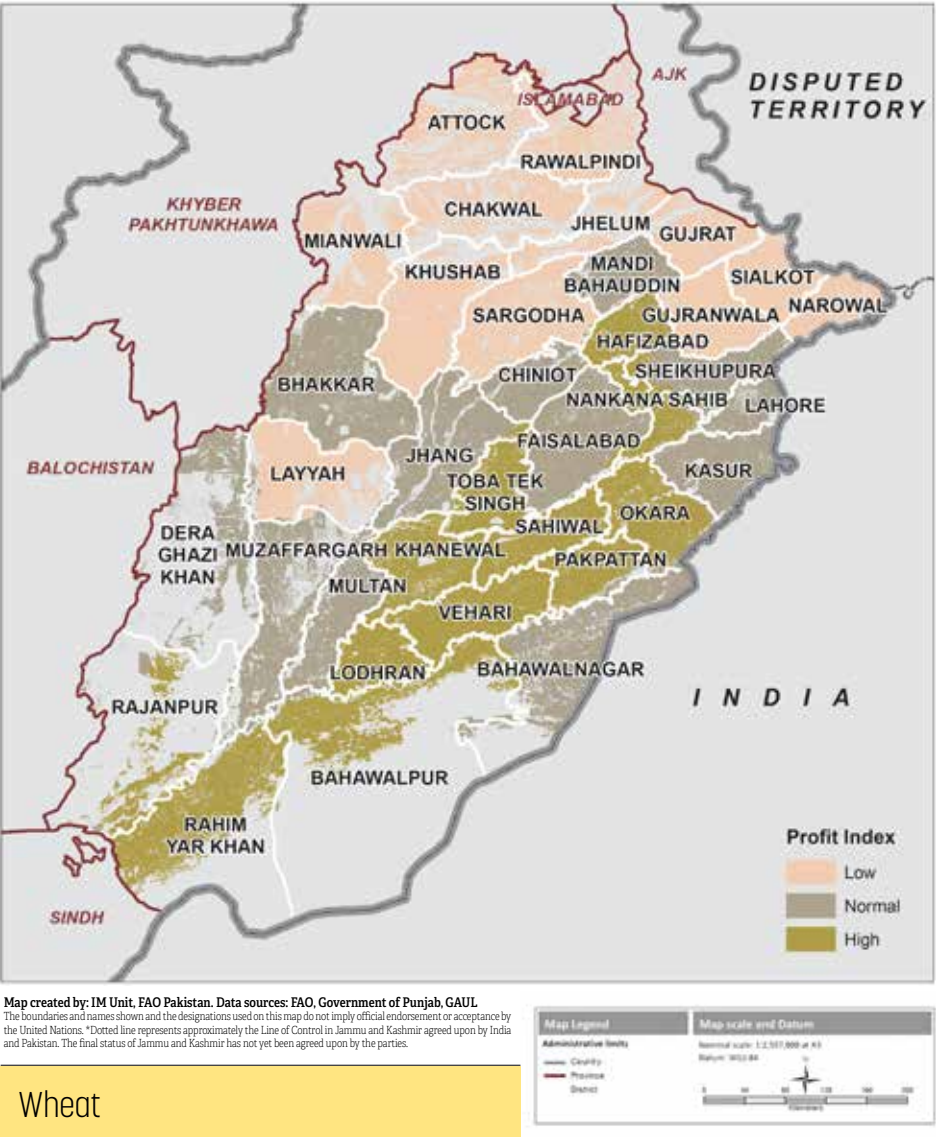 AJK
DISPUTED
TERRITORY
ISLAMABAD
ATTOCK
RAWALPINDI
KHYBER
PAKHTUNKHAWA
CHAKWAL
JHELUM
GUJRAT
MIANWALI
KHUSHAB
MANDI
BAHAUDDIN
SIALKOT
NAROWAL
SARGODHA
GUJRANWALA
HAFIZABAD
BHAKKAR
CHINIOT
SHEIKHUPURA
NANKANA SAHIB
LAHORE
BALOCHISTAN
LAYYAH
JHANG
FAISALABAD
KASUR
TOBA TEK
SINGH
SAHIWAL
OKARA
DERA
GHAZI
KHAN
MUZAFFARGARH
KHANEWAL
PAKPATTAN
MULTAN
VEHARI
LODHRAN
BAHAWALNAGAR
RAJANPUR
INDIA
BAHAWALPUR
RAHIM
YAR KHAN
SINDH
Profit Index
Low
Normal
High
Map created by: IM Unit, FAO Pakistan. Data sources: FAO, Government of Punjab, GAUL
The boundaries and names shown and the designations used on this map do not imply official endorsement or acceptance by
the United Nations. *Dotted line represents approximately the Line of Control in Jammu and Kashmir agreed upon by India
and Pakistan. The final status of Jammu and Kashmir has not yet been agreed upon by the parties.
Map Legend
Administrative limits
Country
Province
District
Map scale and Datum
Kilometers
Wheat